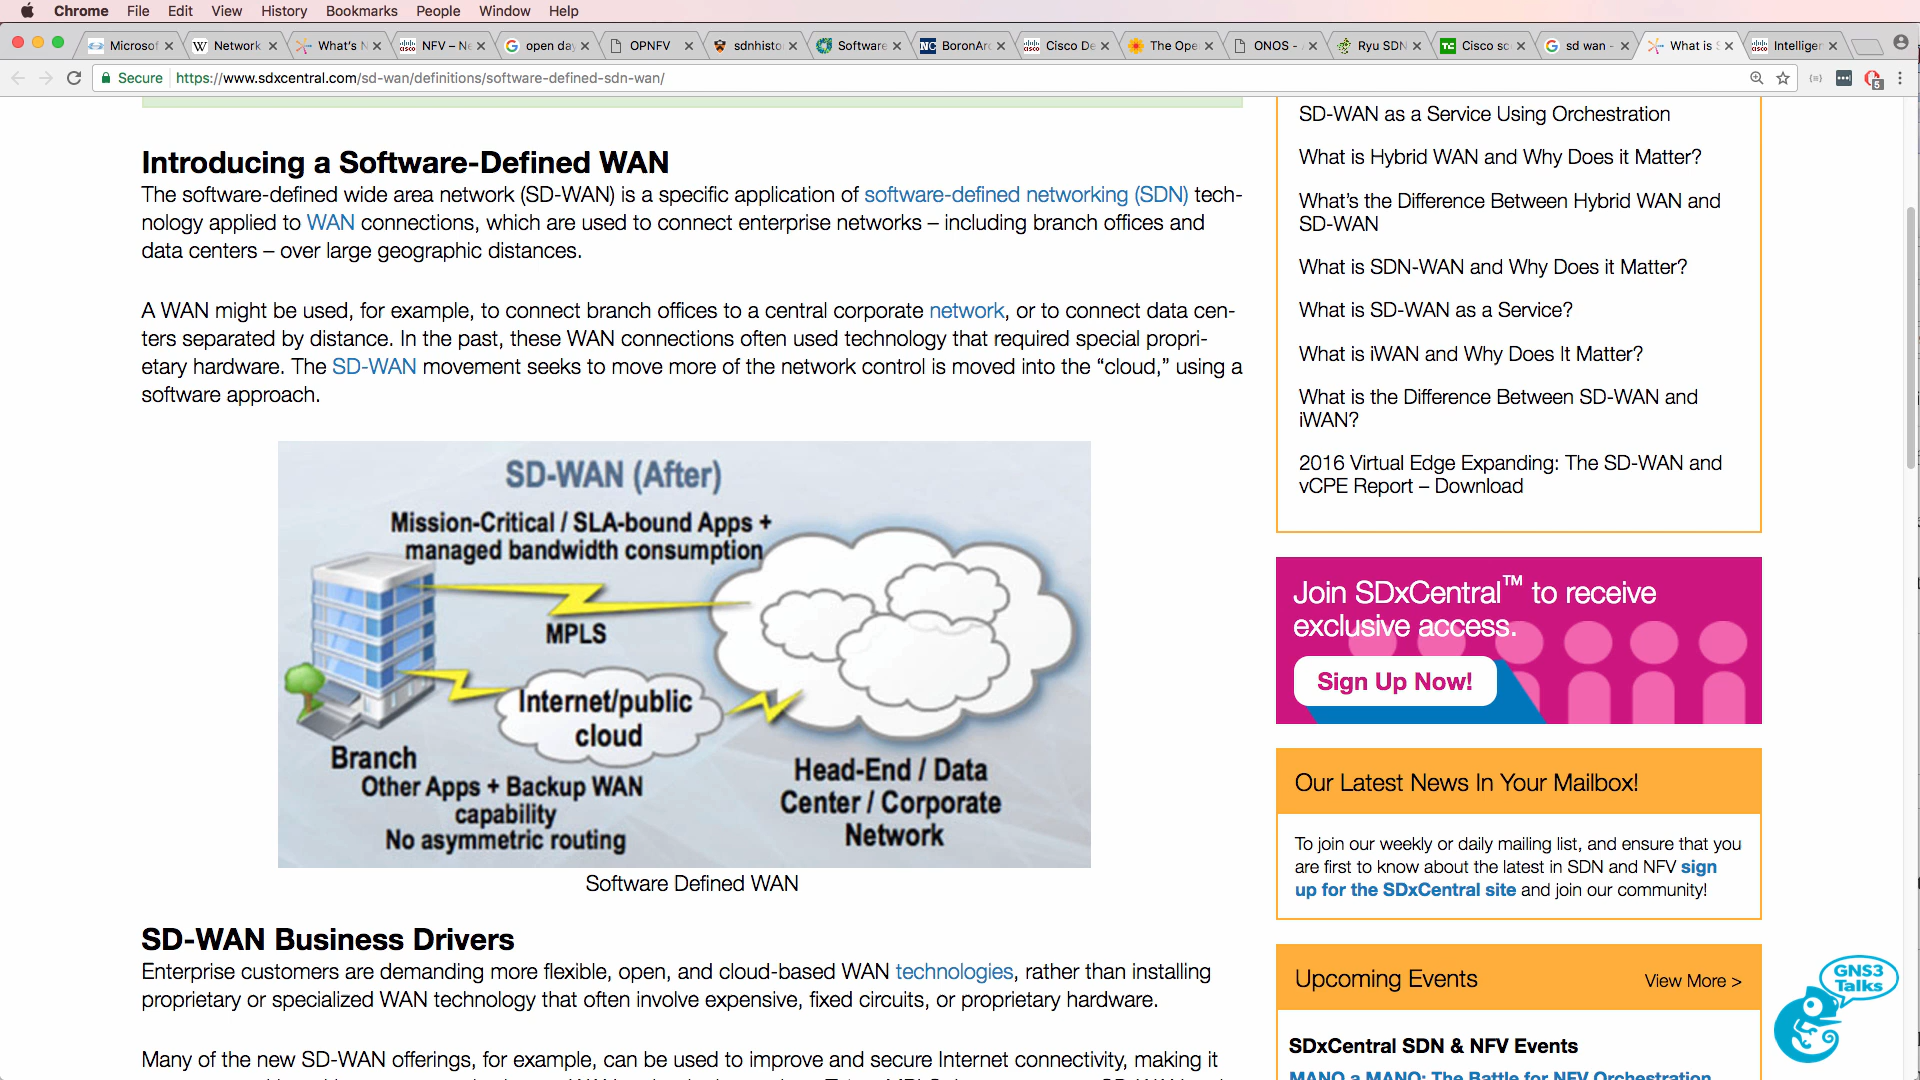 Chrome File Edit View History Bookmarks People Window Help
Microsof Network What's N NFV – Ne open day OPNFV sdnhisto Software BoronArc Cisco De The Ope ONOS - Ryu SDN Cisco sc sd wan - What is S Intelliger
Secure https://www.sdxcentral.com/sd-wan/definitions/software-defined-sdn-wan/
Introducing a Software-Defined WAN
The software-defined wide area network (SD-WAN) is a specific application of software-defined networking (SDN) tech-
nology applied to WAN connections, which are used to connect enterprise networks – including branch offices and
data centers – over large geographic distances.
A WAN might be used, for example, to connect branch offices to a central corporate network, or to connect data cen-
ters separated by distance. In the past, these WAN connections often used technology that required special propri-
etary hardware. The SD-WAN movement seeks to move more of the network control is moved into the “cloud,” using a
software approach.
SD-WAN (After)
Mission-Critical / SLA-bound Apps +
managed bandwidth consumption
MPLS
Internet/public
cloud
Branch
Other Apps + Backup WAN
capability
No asymmetric routing
Head-End / Data
Center / Corporate
Network
Software Defined WAN
SD-WAN Business Drivers
Enterprise customers are demanding more flexible, open, and cloud-based WAN technologies, rather than installing
proprietary or specialized WAN technology that often involve expensive, fixed circuits, or proprietary hardware.
Many of the new SD-WAN offerings, for example, can be used to improve and secure Internet connectivity, making it
SD-WAN as a Service Using Orchestration
What is Hybrid WAN and Why Does it Matter?
What's the Difference Between Hybrid WAN and
SD-WAN
What is SDN-WAN and Why Does it Matter?
What is SD-WAN as a Service?
What is iWAN and Why Does It Matter?
What is the Difference Between SD-WAN and
iWAN?
2016 Virtual Edge Expanding: The SD-WAN and
vCPE Report – Download
Join SDxCentral™ to receive
exclusive access.
Sign Up Now!
Our Latest News In Your Mailbox!
To join our weekly or daily mailing list, and ensure that you
are first to know about the latest in SDN and NFV sign
up for the SDxCentral site and join our community!
Upcoming Events View More >
SDxCentral SDN & NFV Events
MANO a MANO: The Battle for NFV Orchestration
GNS3
Talks